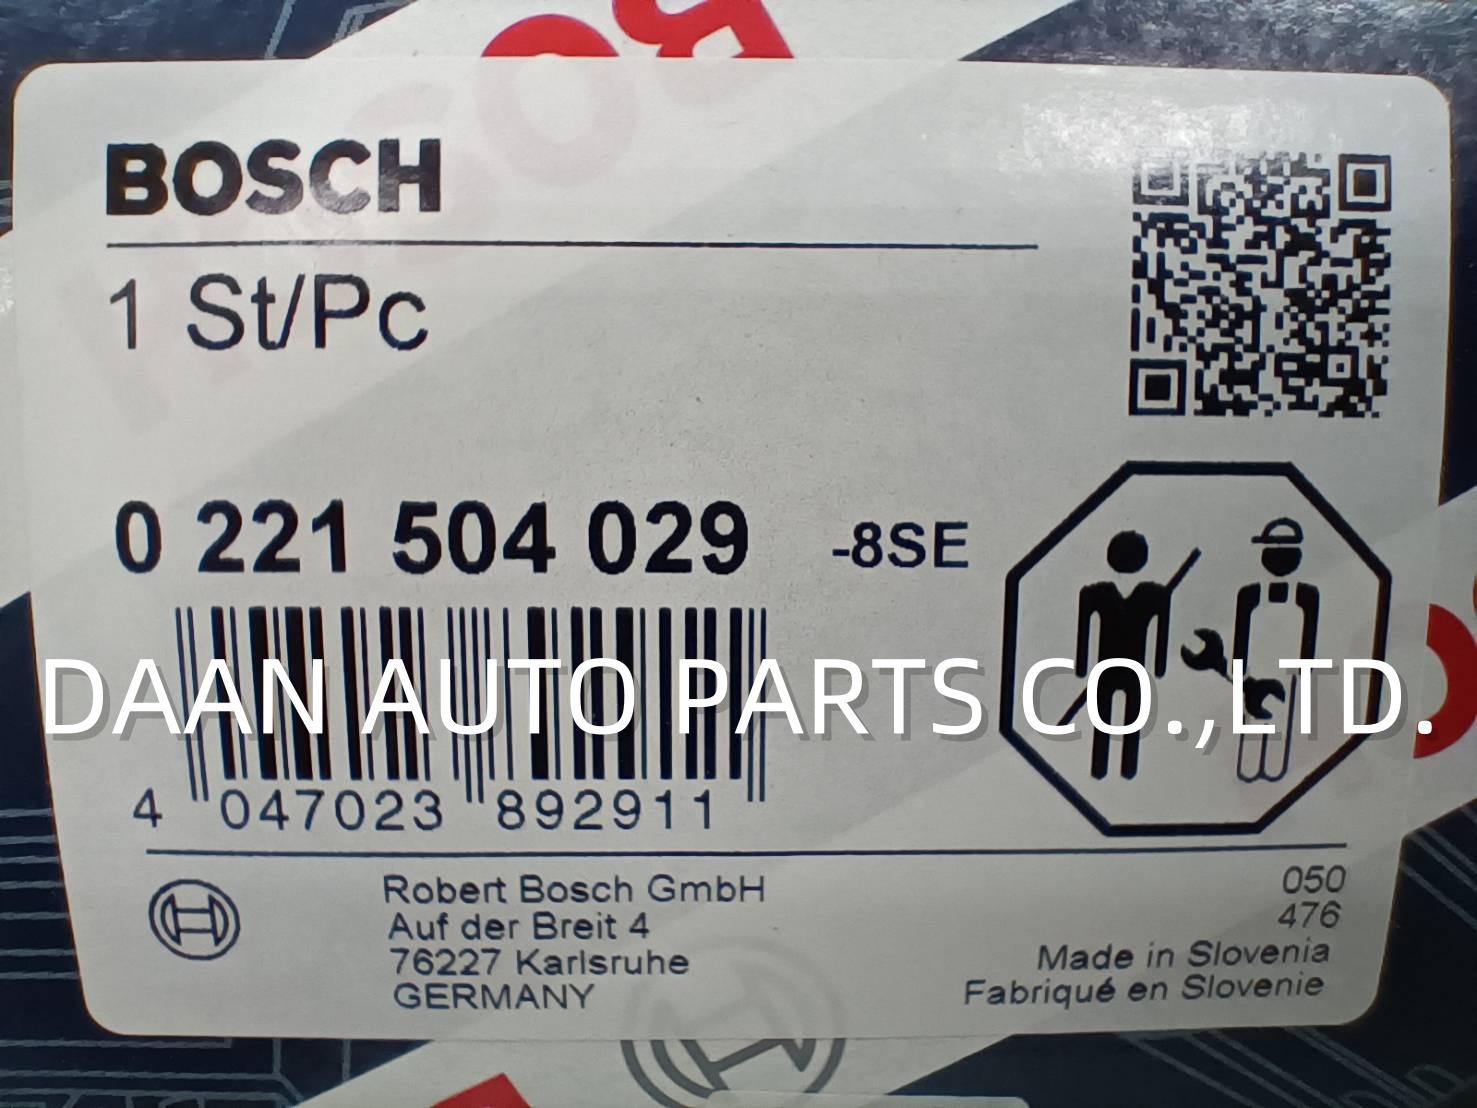 BOSCH
1 St/Pc
0 221 504 029 -8SE
DAAN AUTO PARTS CO.,LTD.
4 047023 892911
Robert Bosch GmbH
Auf der Breit 4
76227 Karlsruhe
GERMANY
050
476
Made in Slovenia
Fabriqué en Slovenie